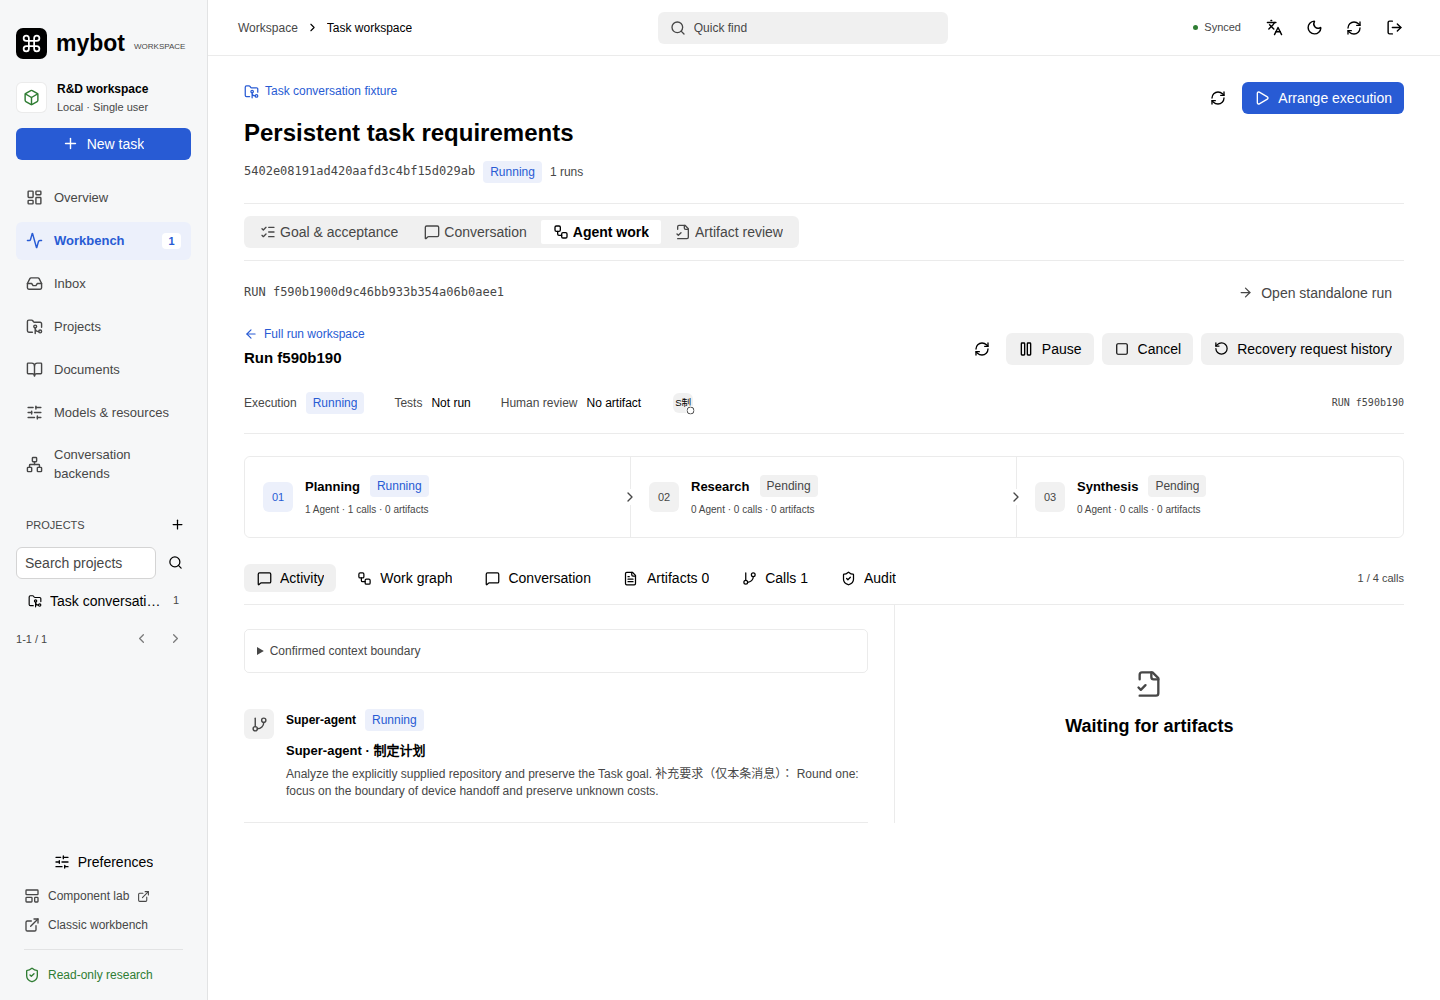 mybot WORKSPACE
R&D workspace
Local · Single user
New task
Overview
Workbench 1
Inbox
Projects
Documents
Models & resources
Conversation
backends
PROJECTS
Search projects
Task conversati… 1
1-1 / 1
Preferences
Component lab
Classic workbench
Read-only research
Workspace Task workspace
Quick find
Synced
Task conversation fixture
Arrange execution
Persistent task requirements
5402e08191ad420aafd3c4bf15d029ab Running 1 runs
Goal & acceptance Conversation Agent work Artifact review
RUN f590b1900d9c46bb933b354a06b0aee1
Open standalone run
Full run workspace
Run f590b190
Pause Cancel Recovery request history
Execution Running Tests Not run Human review No artifact S制
RUN f590b190
01 Planning Running
1 Agent · 1 calls · 0 artifacts
02 Research Pending
0 Agent · 0 calls · 0 artifacts
03 Synthesis Pending
0 Agent · 0 calls · 0 artifacts
Activity Work graph Conversation Artifacts 0 Calls 1 Audit
1 / 4 calls
Confirmed context boundary
Super-agent Running
Super-agent · 制定计划
Analyze the explicitly supplied repository and preserve the Task goal. 补充要求（仅本条消息）： Round one:
focus on the boundary of device handoff and preserve unknown costs.
Waiting for artifacts